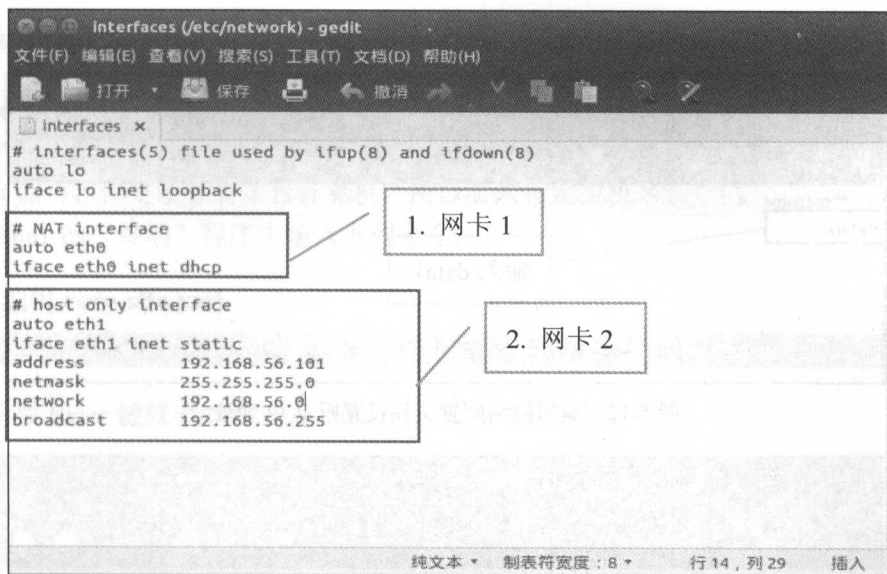 interfaces (/etc/network) - gedit
文件(F) 编辑(E) 查看(V) 搜索(S) 工具(T) 文档(D) 帮助(H)
打开 保存 撤消
interfaces ×
# interfaces(5) file used by ifup(8) and ifdown(8)
auto lo
iface lo inet loopback
# NAT interface
auto eth0
iface eth0 inet dhcp
1. 网卡 1
# host only interface
auto eth1
iface eth1 inet static
address 192.168.56.101
netmask 255.255.255.0
network 192.168.56.0
broadcast 192.168.56.255
2. 网卡 2
纯文本 制表符宽度:8 行 14,列 29 插入